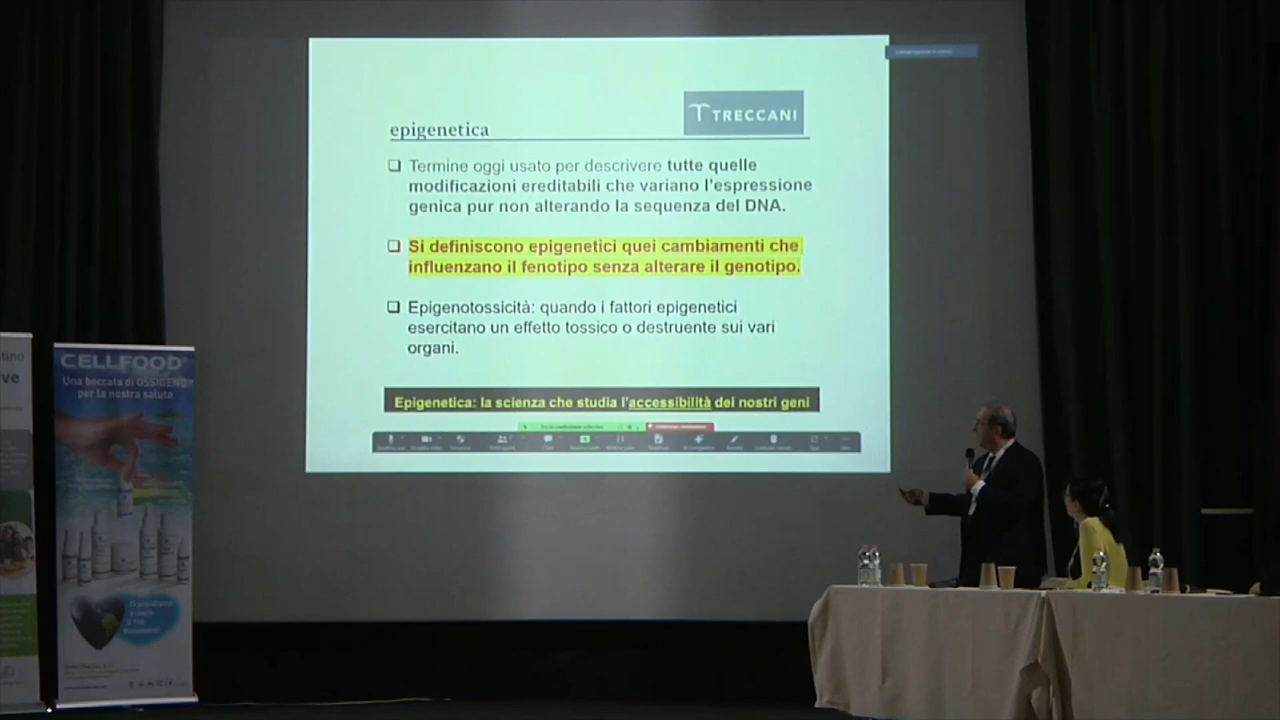 TRECCANI
epigenetica
❑ Termine oggi usato per descrivere tutte quelle
modificazioni ereditabili che variano l'espressione
genica pur non alterando la sequenza del DNA.
❑ Si definiscono epigenetici quei cambiamenti che
influenzano il fenotipo senza alterare il genotipo.
❑ Epigenotossicità: quando i fattori epigenetici
esercitano un effetto tossico o destruente sui vari
organi.
Epigenetica: la scienza che studia l'accessibilità dei nostri geni
CELLFOOD®
Una boccata di OSSIGENO
per la nostra salute